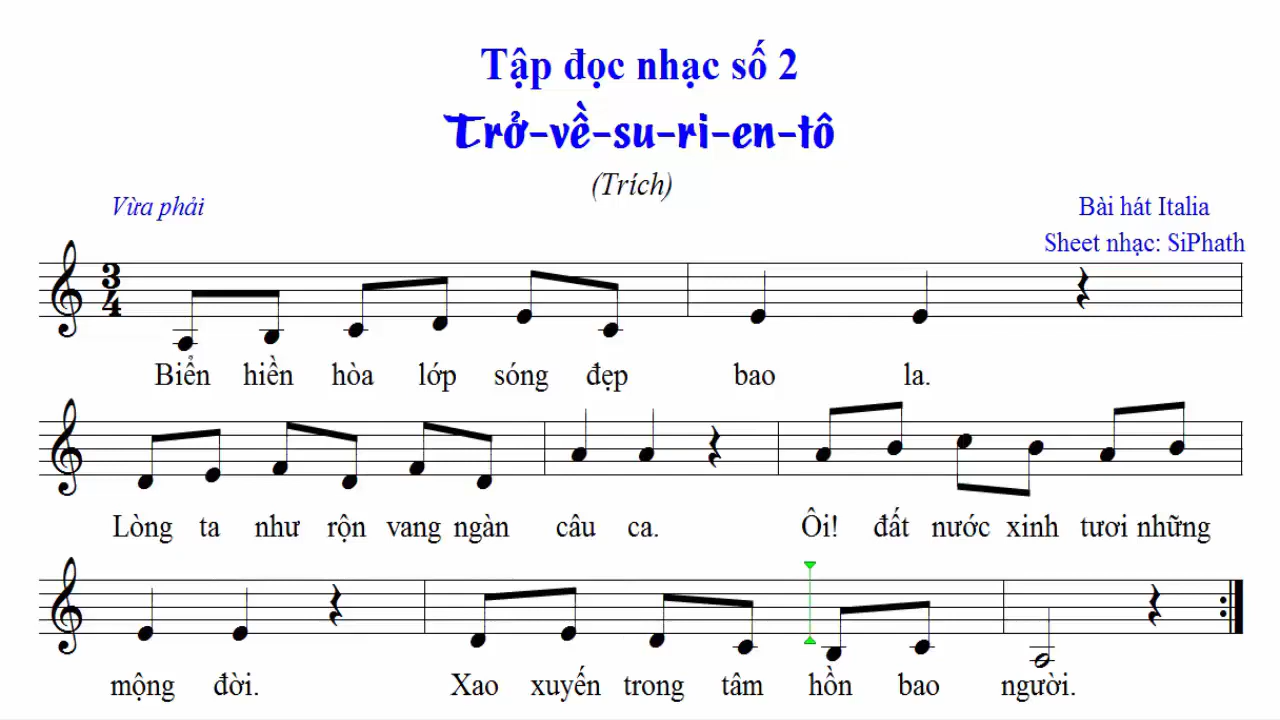 Tập đọc nhạc số 2
Trở-về-su-ri-en-tô
(Trích)
Vừa phải
Bài hát Italia
Sheet nhạc: SiPhath
3
4
Biển hiền hòa lớp sóng đẹp bao la.
Lòng ta như rộn vang ngàn câu ca. Ôi! đất nước xinh tươi những
mộng đời. Xao xuyến trong tâm hồn bao người.